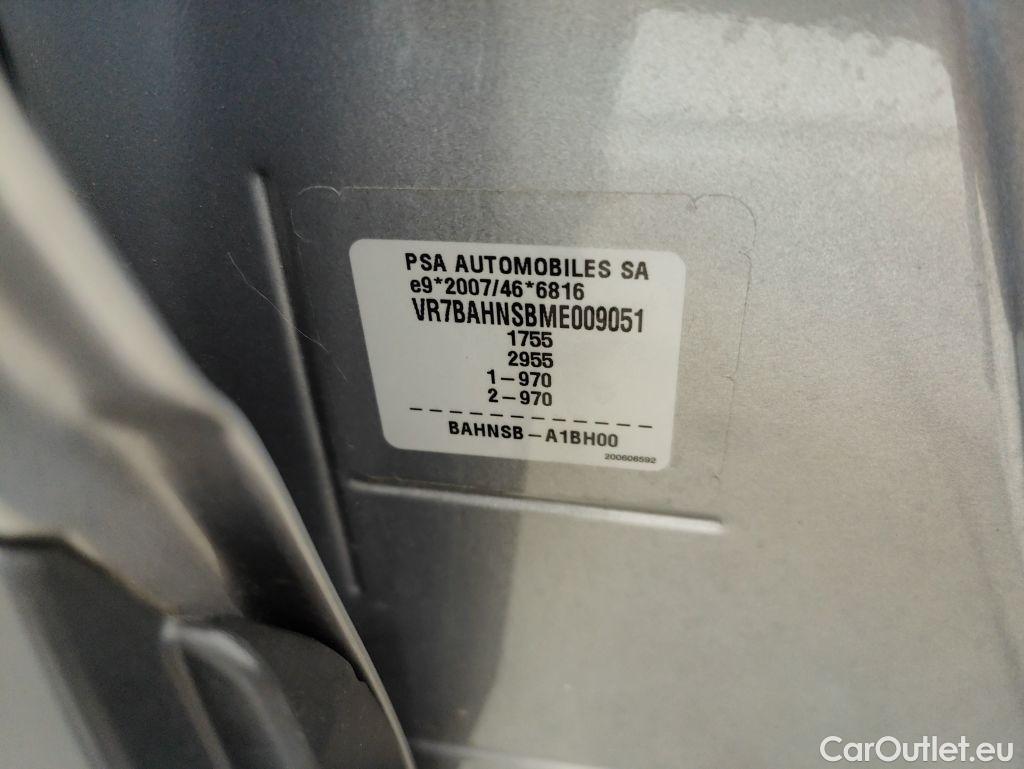 PSA AUTOMOBILES SA
e9*2007/46*6816
VR7BAHNSBME009051
1755
2955
1-970
2-970
BAHNSB-A1BH00
200606592
CarOutlet.eu